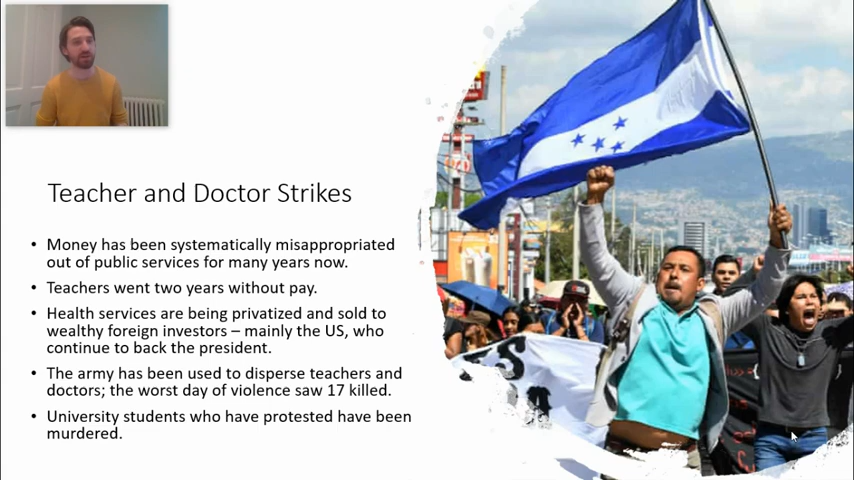 Teacher and Doctor Strikes
• Money has been systematically misappropriated
out of public services for many years now.
• Teachers went two years without pay.
• Health services are being privatized and sold to
wealthy foreign investors – mainly the US, who
continue to back the president.
• The army has been used to disperse teachers and
doctors; the worst day of violence saw 17 killed.
• University students who have protested have been
murdered.